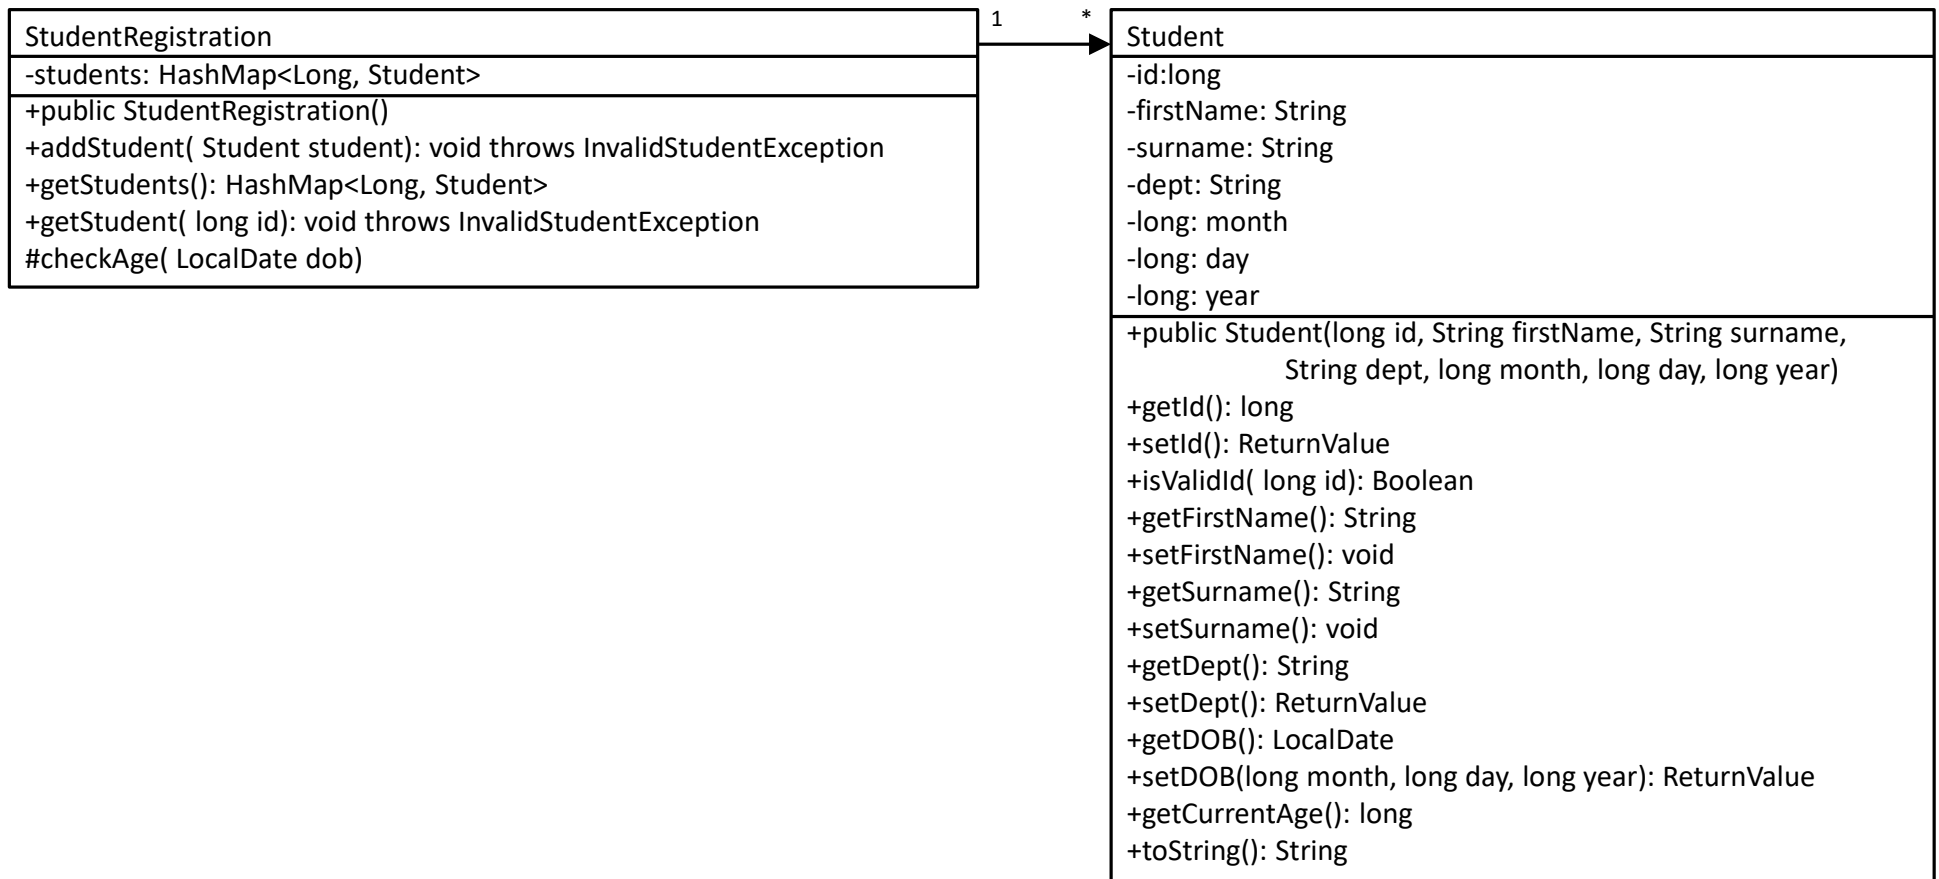 StudentRegistration
-students: HashMap<Long, Student>
+public StudentRegistration()
+addStudent( Student student): void throws InvalidStudentException
+getStudents(): HashMap<Long, Student>
+getStudent( long id): void throws InvalidStudentException
#checkAge( LocalDate dob)
1
*
Student
-id:long
-firstName: String
-surname: String
-dept: String
-long: month
-long: day
-long: year
+public Student(long id, String firstName, String surname,
String dept, long month, long day, long year)
+getId(): long
+setId(): ReturnValue
+isValidId( long id): Boolean
+getFirstName(): String
+setFirstName(): void
+getSurname(): String
+setSurname(): void
+getDept(): String
+setDept(): ReturnValue
+getDOB(): LocalDate
+setDOB(long month, long day, long year): ReturnValue
+getCurrentAge(): long
+toString(): String